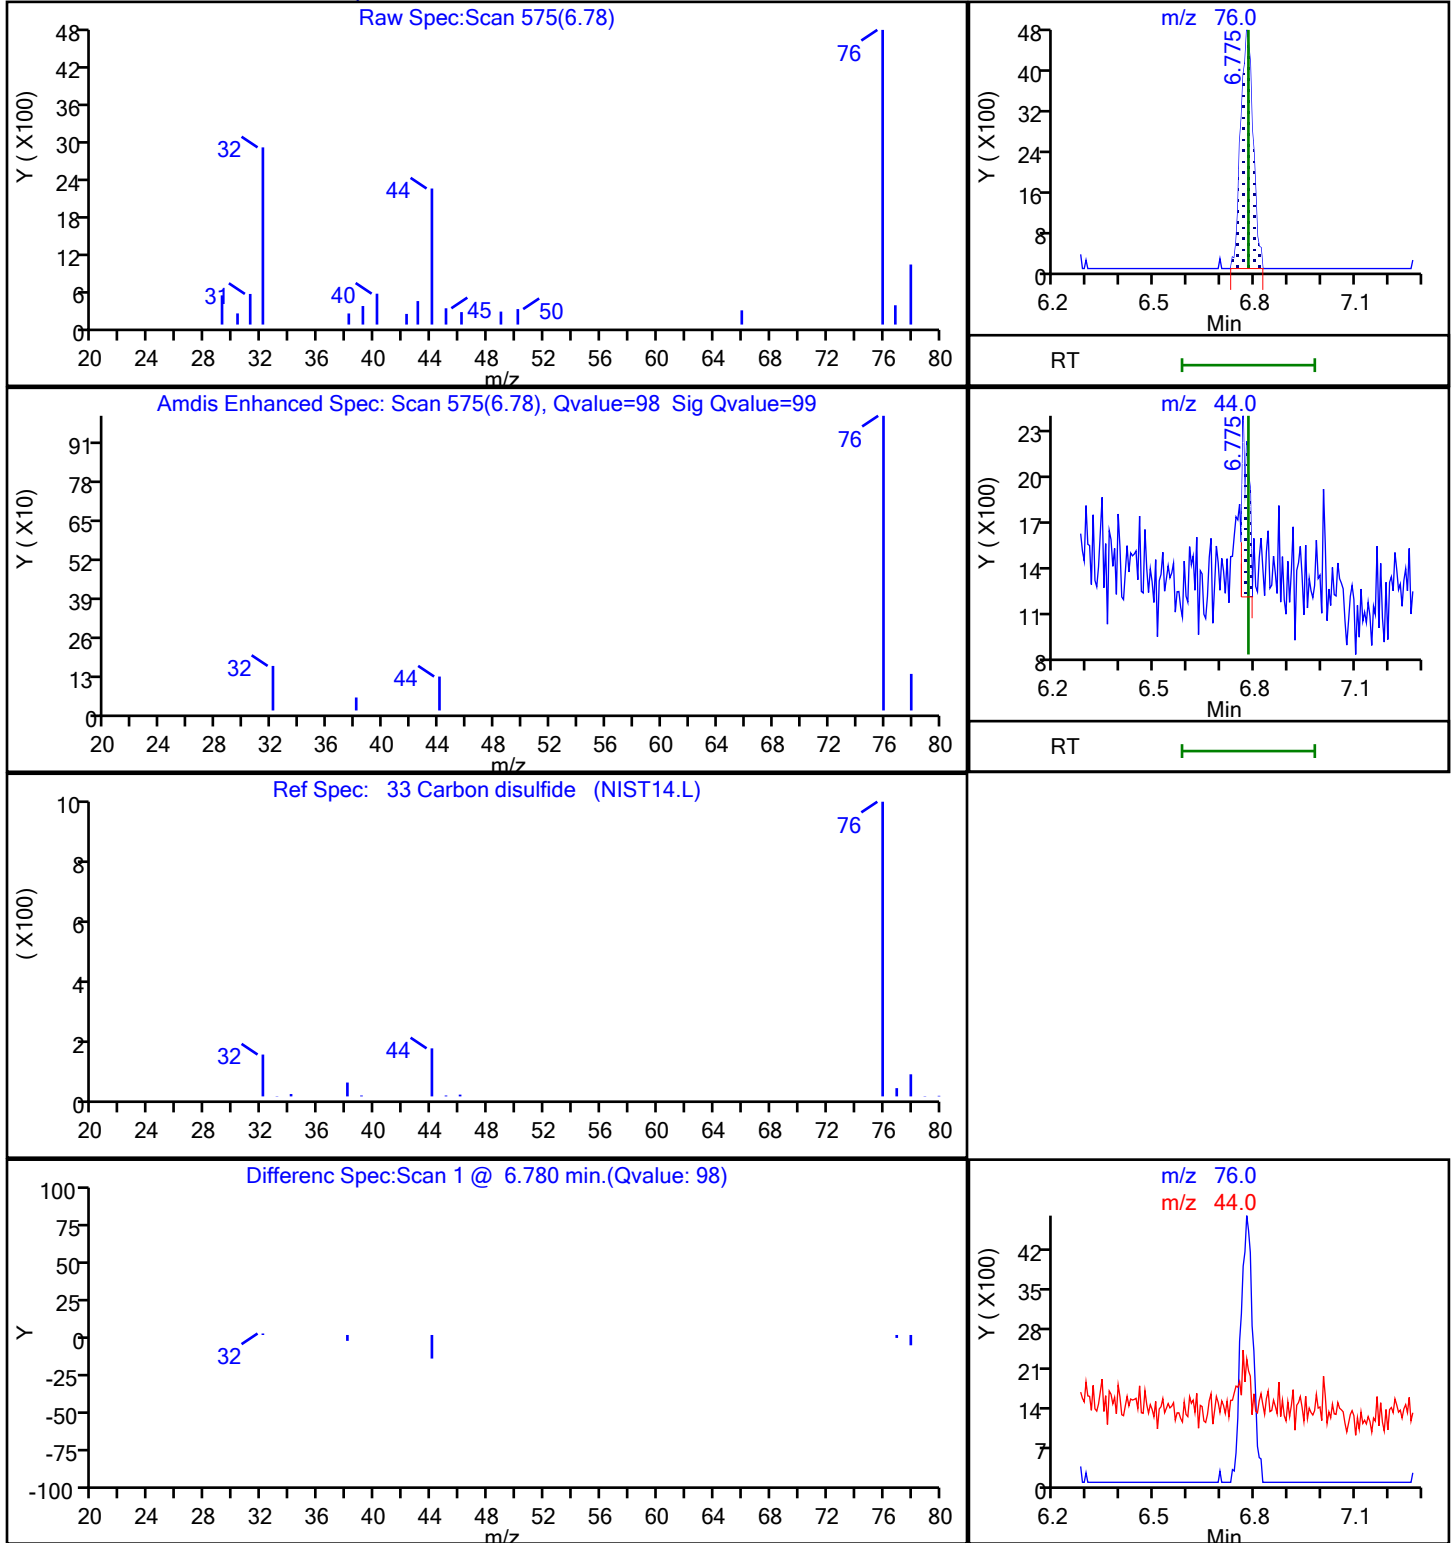 Raw Spec:Scan 575(6.78)
Y ( X100)
48
42
36
30
24
18
12
6
0
76
32
44
31
40
45
50
20 24 28 32 36 40 44 48 52 56 60 64 68 72 76 80
m/z
m/z 76.0
Y ( X100)
48
40
32
24
16
8
0
6.775
6.2 6.5 6.8 7.1
Min
RT
Amdis Enhanced Spec: Scan 575(6.78), Qvalue=98 Sig Qvalue=99
Y ( X10)
91
78
65
52
39
26
13
0
76
32
44
20 24 28 32 36 40 44 48 52 56 60 64 68 72 76 80
m/z
m/z 44.0
Y ( X100)
23
20
17
14
11
8
6.775
6.2 6.5 6.8 7.1
Min
RT
Ref Spec: 33 Carbon disulfide (NIST14.L)
( X100)
10
8
6
4
2
0
76
32
44
20 24 28 32 36 40 44 48 52 56 60 64 68 72 76 80
Differenc Spec:Scan 1 @ 6.780 min.(Qvalue: 98)
Y
100
75
50
25
0
-25
-50
-75
-100
32
20 24 28 32 36 40 44 48 52 56 60 64 68 72 76 80
m/z
m/z 76.0
m/z 44.0
Y ( X100)
42
35
28
21
14
7
0
6.2 6.5 6.8 7.1
Min